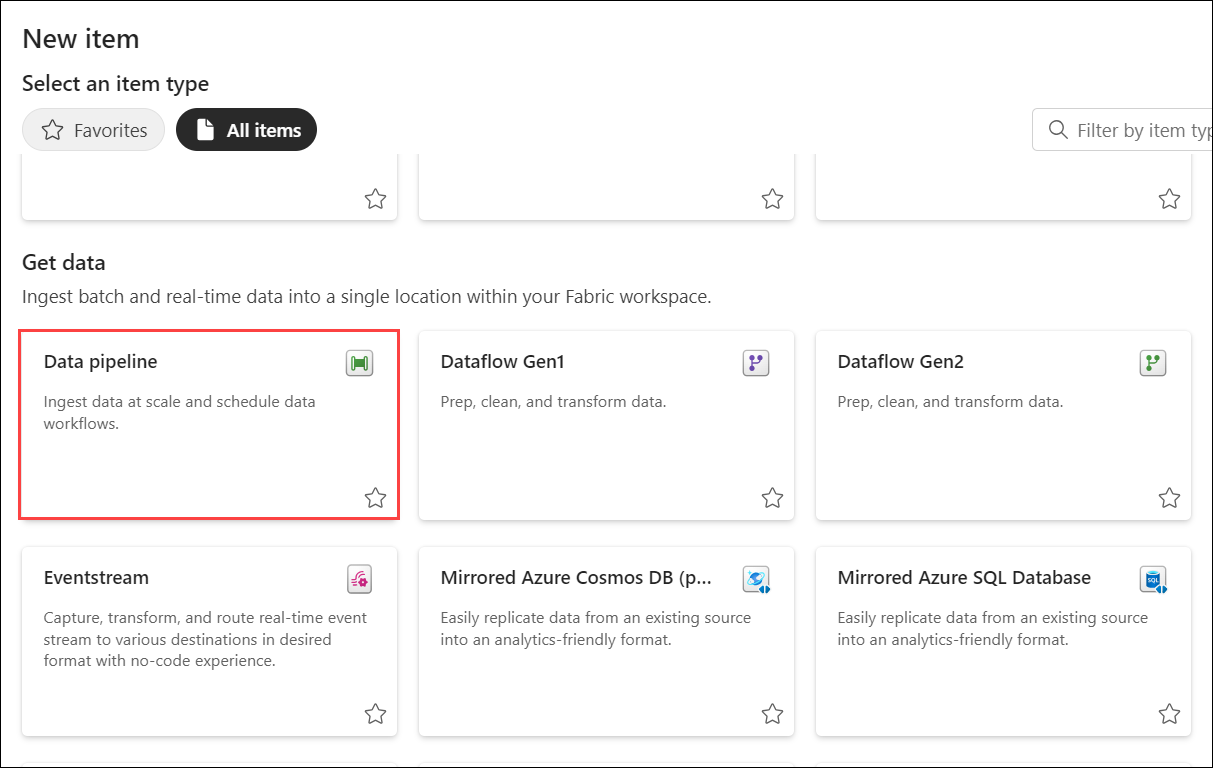 New item
Select an item type
Favorites
All items
Filter by item typ
Get data
Ingest batch and real-time data into a single location within your Fabric workspace.
Data pipeline
Ingest data at scale and schedule data
workflows.
Dataflow Gen1
Prep, clean, and transform data.
Dataflow Gen2
Prep, clean, and transform data.
Eventstream
Capture, transform, and route real-time event
stream to various destinations in desired
format with no-code experience.
Mirrored Azure Cosmos DB (p...
Easily replicate data from an existing source
into an analytics-friendly format.
Mirrored Azure SQL Database
SQL
Easily replicate data from an existing source
into an analytics-friendly format.